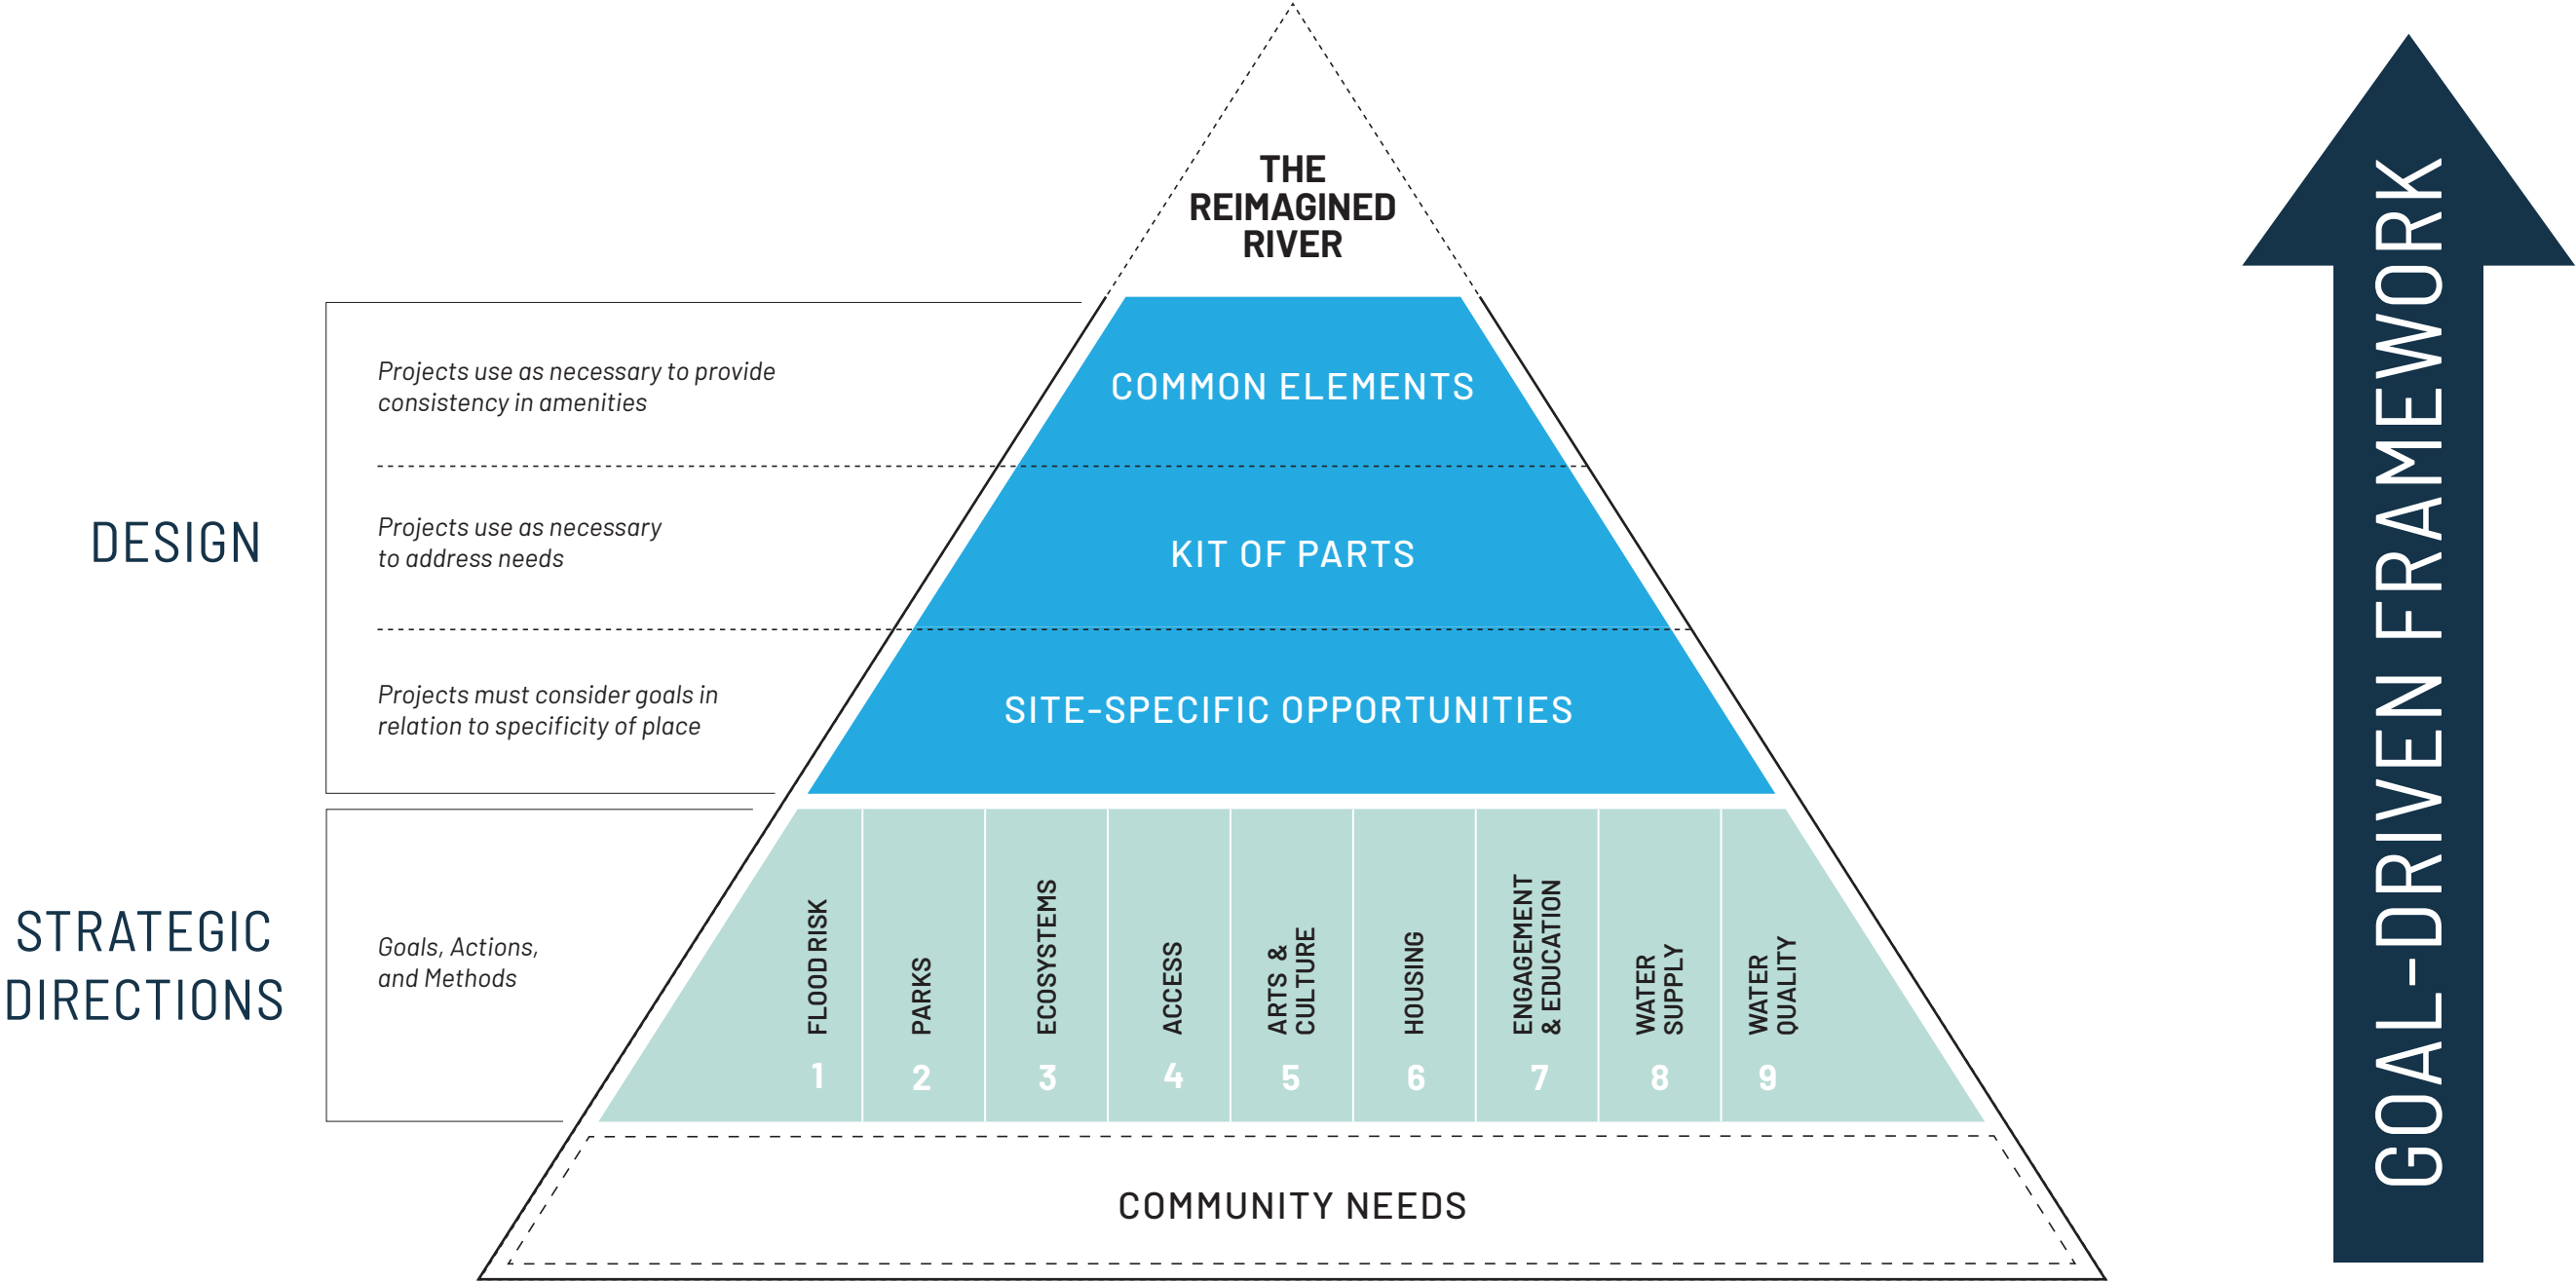 THE
REIMAGINED
RIVER
DESIGN
Projects use as necessary to provide
consistency in amenities
COMMON ELEMENTS
Projects use as necessary
to address needs
KIT OF PARTS
Projects must consider goals in
relation to specificity of place
SITE-SPECIFIC OPPORTUNITIES
STRATEGIC
DIRECTIONS
Goals, Actions,
and Methods
FLOOD RISK
1
PARKS
2
ECOSYSTEMS
3
ACCESS
4
ARTS &
CULTURE
5
HOUSING
6
ENGAGEMENT
& EDUCATION
7
WATER
SUPPLY
8
WATER
QUALITY
9
COMMUNITY NEEDS
GOAL-DRIVEN FRAMEWORK